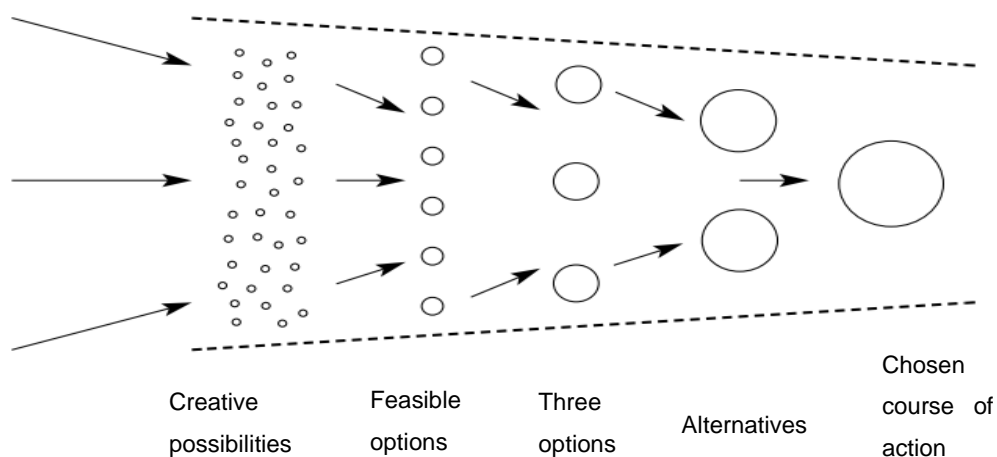 Creative
possibilities
Feasible
options
Three
options
Alternatives
Chosen
course of
action